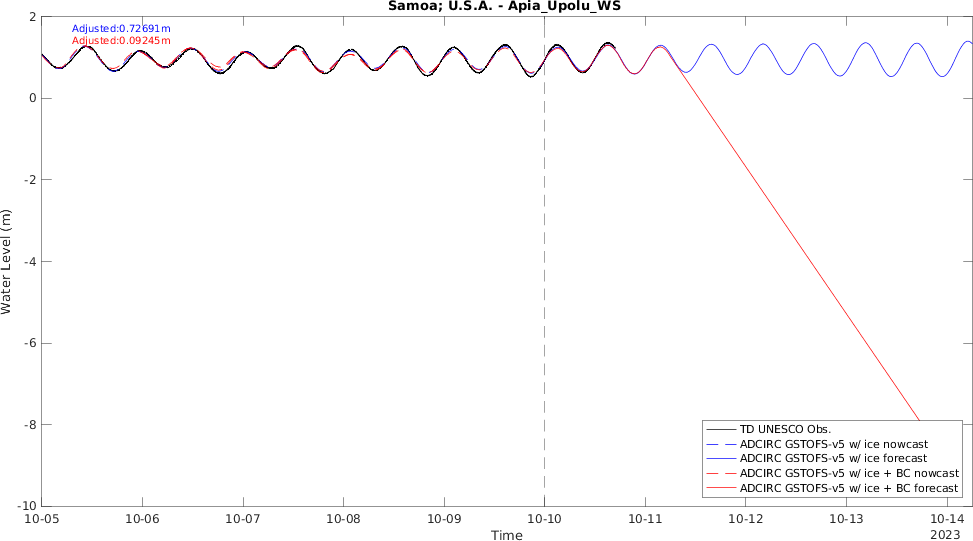 Samoa; U.S.A. - Apia_Upolu_WS
Adjusted:0.72691m
Adjusted:0.09245m
2
0
-2
-4
-6
-8
-10
Water Level (m)
10-05
10-06
10-07
10-08
10-09
10-10
10-11
10-12
10-13
10-14
2023
Time
TD UNESCO Obs.
ADCIRC GSTOFS-v5 w/ ice nowcast
ADCIRC GSTOFS-v5 w/ ice forecast
ADCIRC GSTOFS-v5 w/ ice + BC nowcast
ADCIRC GSTOFS-v5 w/ ice + BC forecast